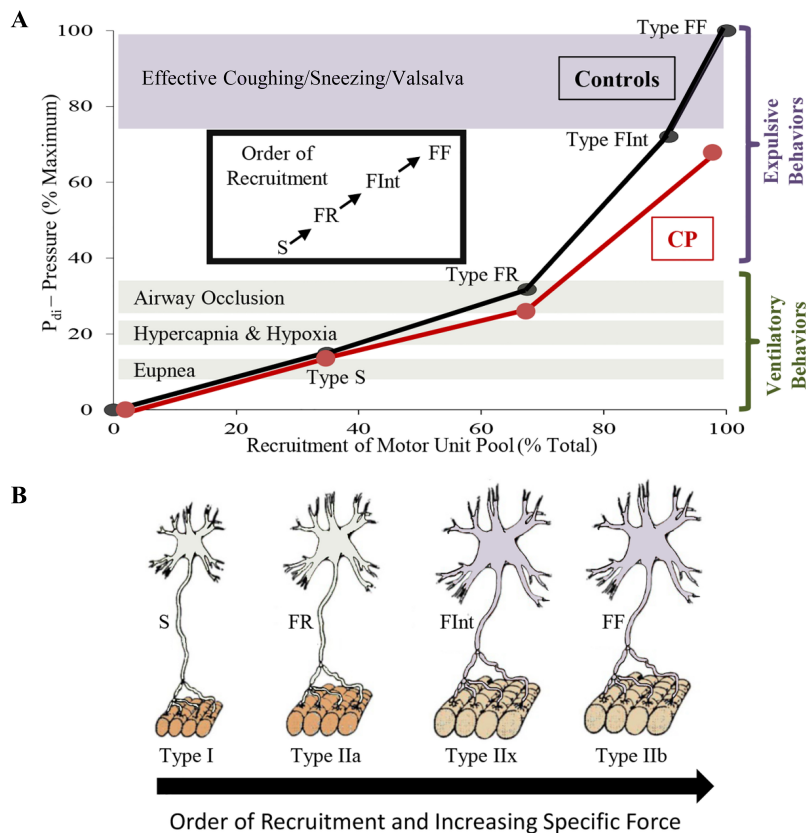 A
Type FF
100
Effective Coughing/Sneezing/Valsalva
Controls
80
Type FInt
Order of
Recruitment
FF
FInt
FR
S
60
CP
40
Type FR
Airway Occlusion
20
Hypercapnia & Hypoxia
Type S
Eupnea
0
0
20
40
60
80
100
Recruitment of Motor Unit Pool (% Total)
Pdi – Pressure (% Maximum)
Expulsive
Behaviors
Ventilatory
Behaviors
B
S
FR
FInt
FF
Type I
Type IIa
Type IIx
Type IIb
Order of Recruitment and Increasing Specific Force